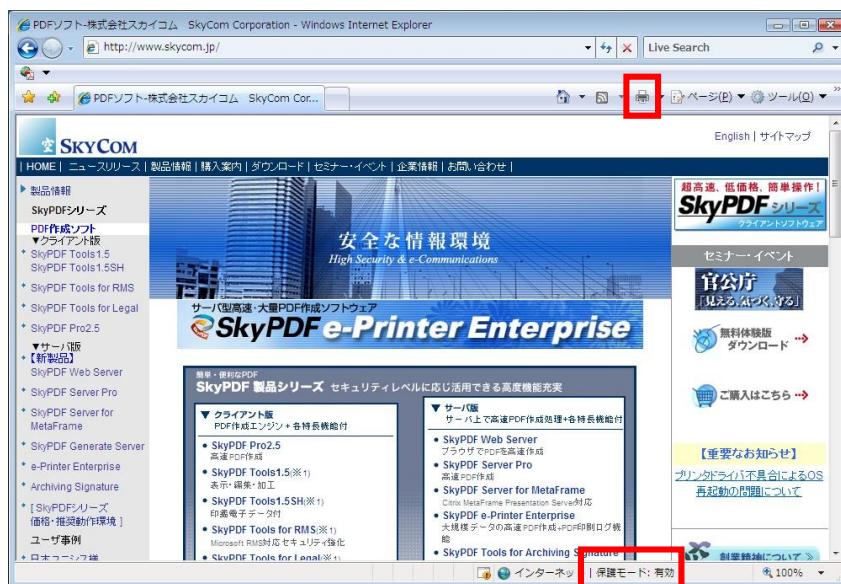 PDFソフト-株式会社スカイコム SkyCom Corporation - Windows Internet Explorer
http://www.skycom.jp/
Live Search
PDFソフト-株式会社スカイコム SkyCom Cor...
ページ(P)
ツール(O)
SKYCOM
English | サイトマップ
| HOME | ニュースリリース | 製品情報 | 購入案内 | ダウンロード | セミナー・イベント | 企業情報 | お問い合わせ |
製品情報
SkyPDFシリーズ
PDF作成ソフト
▼クライアント版
SkyPDF Tools1.5
SkyPDF Tools1.5SH
SkyPDF Tools for RMS
SkyPDF Tools for Legal
SkyPDF Pro2.5
▼サーバ版
【新製品】
SkyPDF Web Server
SkyPDF Server Pro
SkyPDF Server for
MetaFrame
SkyPDF Generate Server
e-Printer Enterprise
Archiving Signature
[ SkyPDFシリーズ
価格・推奨動作環境 ]
ユーザ事例
日本ユニシス様
安全な情報環境
High Security & e-Communications
サーバ型高速・大量PDF作成ソフトウェア
SkyPDF e-Printer Enterprise
簡単・便利なPDF
SkyPDF 製品シリーズ セキュリティレベルに応じ活用できる高度機能充実
▼ クライアント版
PDF作成エンジン+各特長機能付
• SkyPDF Pro2.5
高速PDF作成
• SkyPDF Tools1.5(※1)
表示・編集・加工
• SkyPDF Tools1.5SH(※1)
印鑑電子データ付
• SkyPDF Tools for RMS(※1)
Microsoft RMS対応セキュリティ強化
• SkyPDF Tools for Legal(※1)
▼ サーバ版
サーバ上で高速PDF作成処理+各特長機能付
• SkyPDF Web Server
ブラウザでPDFを高速作成
• SkyPDF Server Pro
高速PDF作成
• SkyPDF Server for MetaFrame
Citrix MetaFrame Presentation Server対応
• SkyPDF e-Printer Enterprise
大規模データの高速PDF作成+PDF印刷ログ機
能
• SkyPDF Tools for Archiving Signature
超高速、低価格、簡単操作!
SkyPDFシリーズ
クライアントソフトウェア
セミナー・イベント
官公庁
「見える、気づく、守る」
無料体験版
ダウンロード
ご購入はこちら
【重要なお知らせ】
プリンタドライバ不具合によるOS
再起動の問題について
創業精神について
インターネッ
| 保護モード: 有効
100%